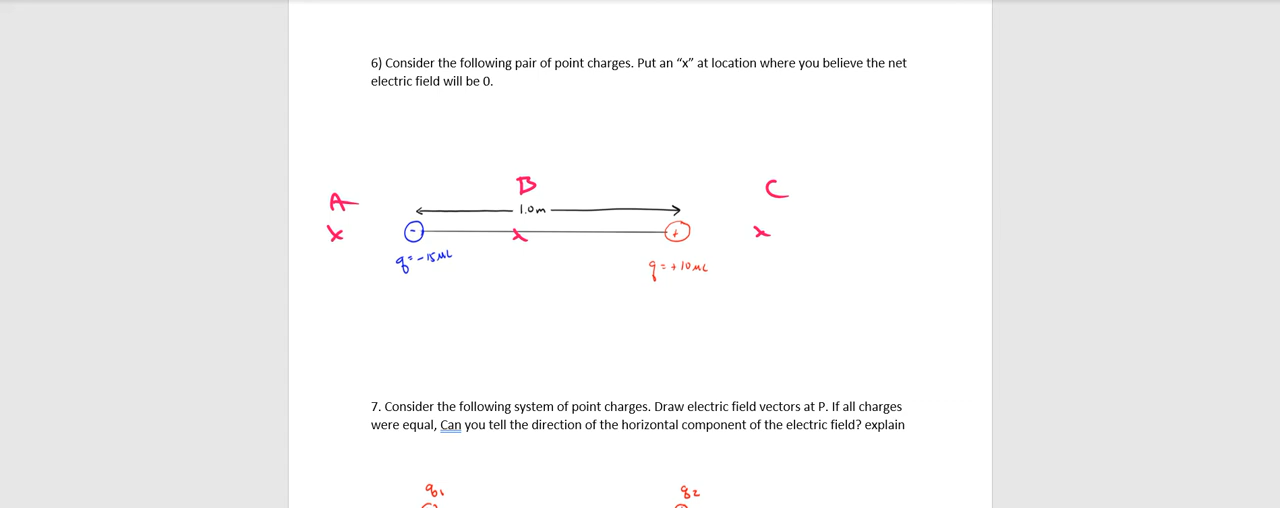 6) Consider the following pair of point charges. Put an “x” at location where you believe the net
electric field will be 0.
A
B
C
1.0m
x
-
x
+
x
q=-15μC
q=+10μC
7. Consider the following system of point charges. Draw electric field vectors at P. If all charges
were equal, Can you tell the direction of the horizontal component of the electric field? explain
q1
q2